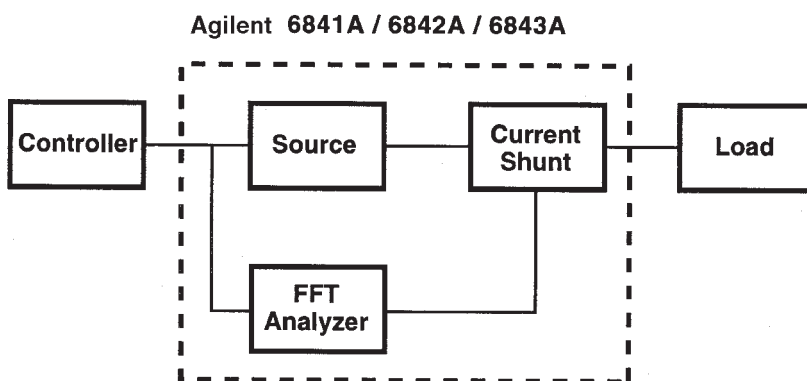 Agilent 6841A / 6842A / 6843A
Controller
Source
Current
Shunt
Load
FFT
Analyzer